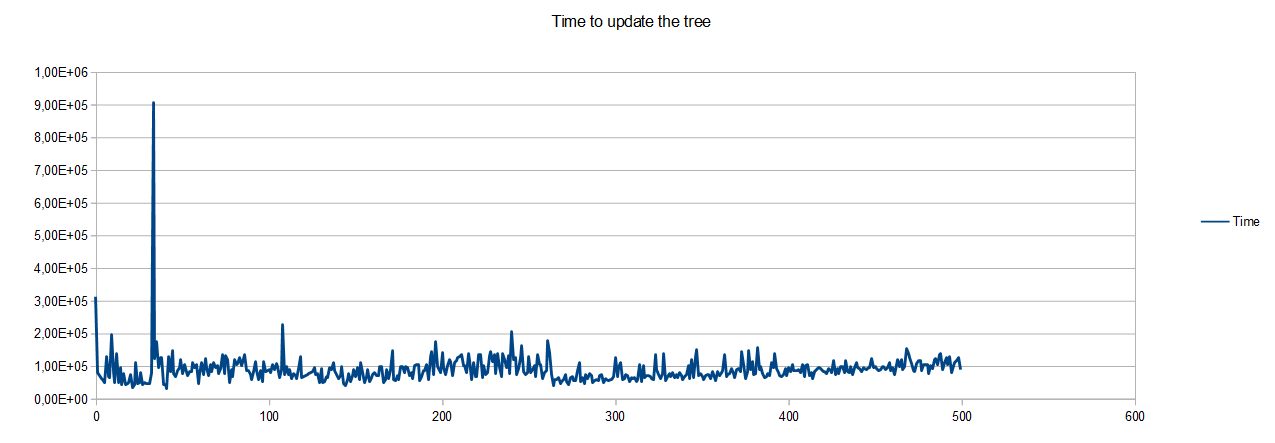 Time to update the tree
1,00E+06
9,00E+05
8,00E+05
7,00E+05
6,00E+05
5,00E+05
4,00E+05
3,00E+05
2,00E+05
1,00E+05
0,00E+00
0 100 200 300 400 500 600
Time